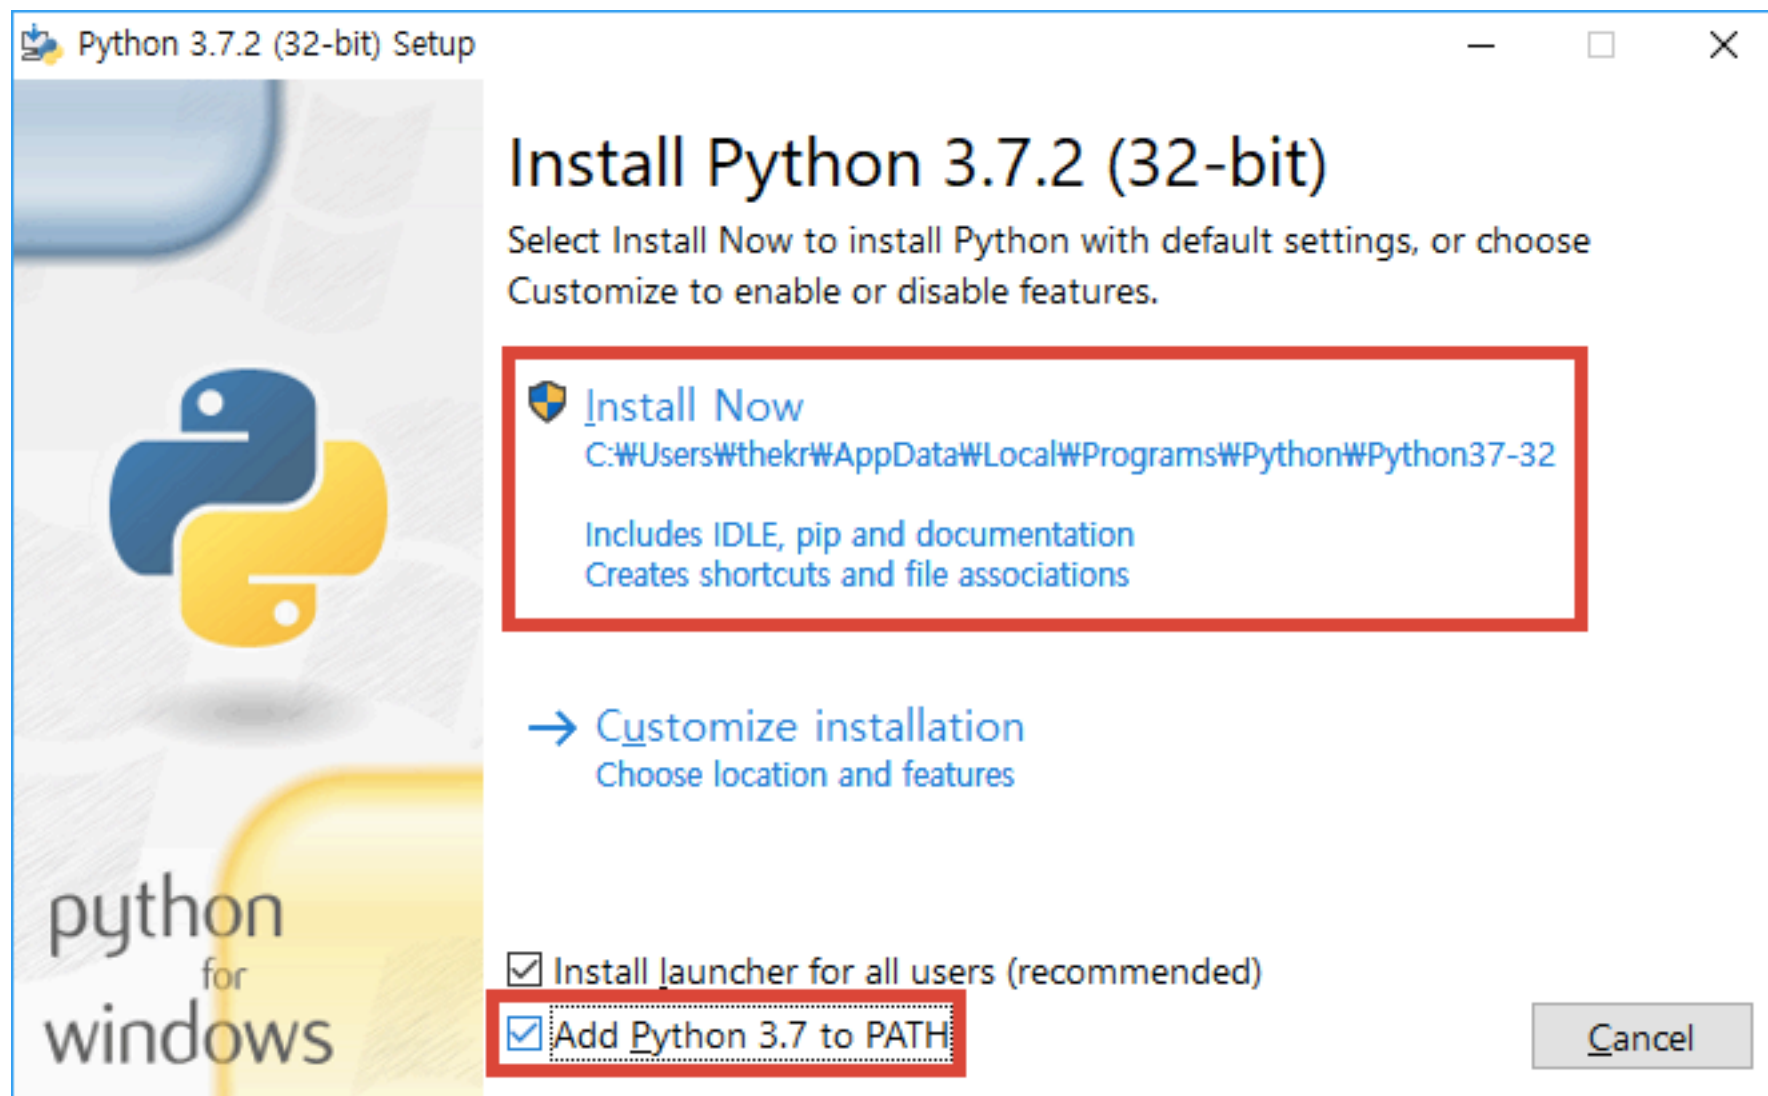 Python 3.7.2 (32-bit) Setup
Install Python 3.7.2 (32-bit)
Select Install Now to install Python with default settings, or choose
Customize to enable or disable features.
Install Now
C:₩Users₩thekr₩AppData₩Local₩Programs₩Python₩Python37-32
Includes IDLE, pip and documentation
Creates shortcuts and file associations
Customize installation
Choose location and features
Install launcher for all users (recommended)
Add Python 3.7 to PATH
Cancel
python
for
windows